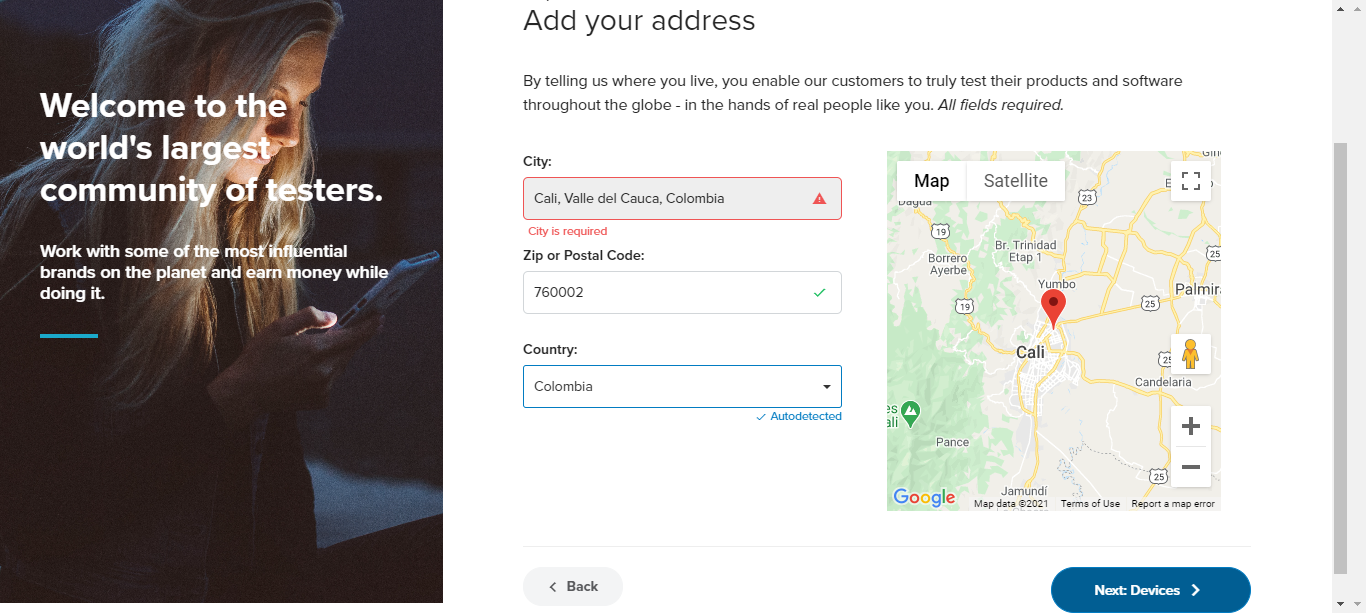 Welcome to the
world's largest
community of testers.
Work with some of the most influential
brands on the planet and earn money while
doing it.
Add your address
By telling us where you live, you enable our customers to truly test their products and software
throughout the globe - in the hands of real people like you. All fields required.
City:
Cali, Valle del Cauca, Colombia
City is required
Zip or Postal Code:
760002
Country:
Colombia
Autodetected
Map Satellite
Dagua
23
19
Br. Trinidad
Etap 1
25
Borrero
Ayerbe
Yumbo
Palmira
19
25
Cali
25
Candelaria
Pance
25
Jamundí
Google
Map data ©2021 Terms of Use Report a map error
Back
Next: Devices